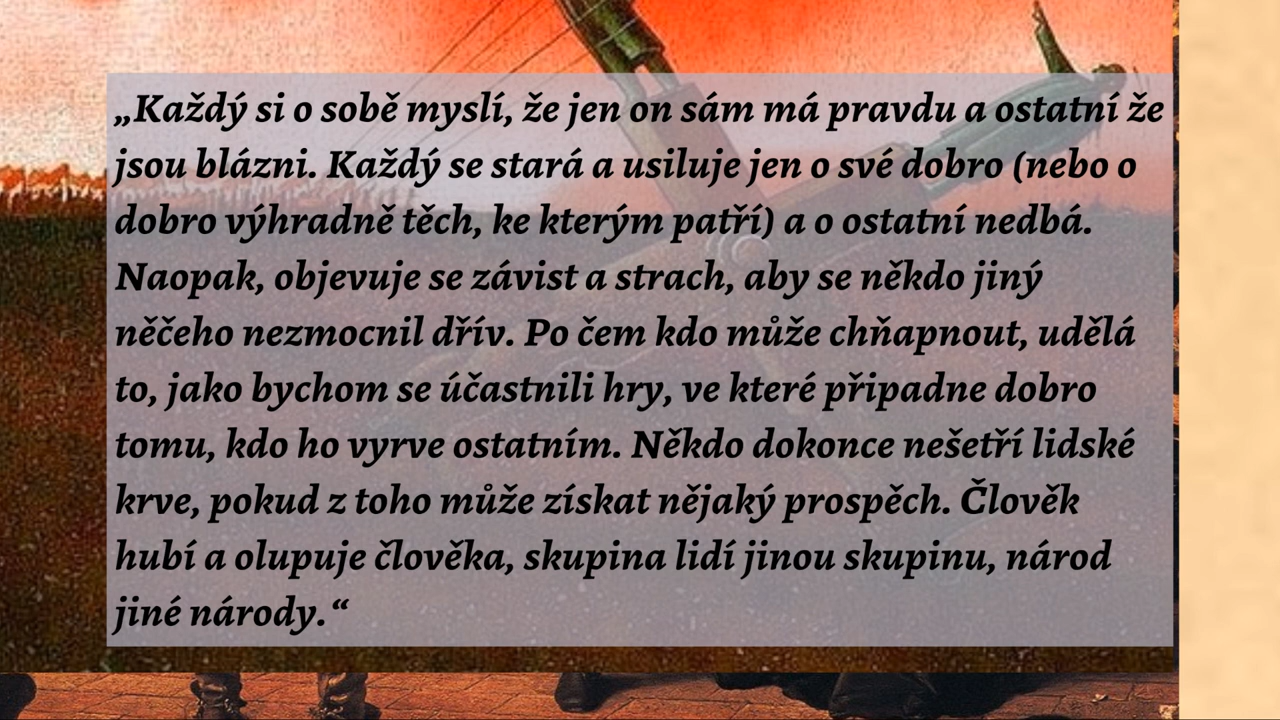 „Každý si o sobě myslí, že jen on sám má pravdu a ostatní že
jsou blázni. Každý se stará a usiluje jen o své dobro (nebo o
dobro výhradně těch, ke kterým patří) a o ostatní nedbá.
Naopak, objevuje se závist a strach, aby se někdo jiný
něčeho nezmocnil dřív. Po čem kdo může chňapnout, udělá
to, jako bychom se účastnili hry, ve které připadne dobro
tomu, kdo ho vyrve ostatním. Někdo dokonce nešetří lidské
krve, pokud z toho může získat nějaký prospěch. Člověk
hubí a olupuje člověka, skupina lidí jinou skupinu, národ
jiné národy.“